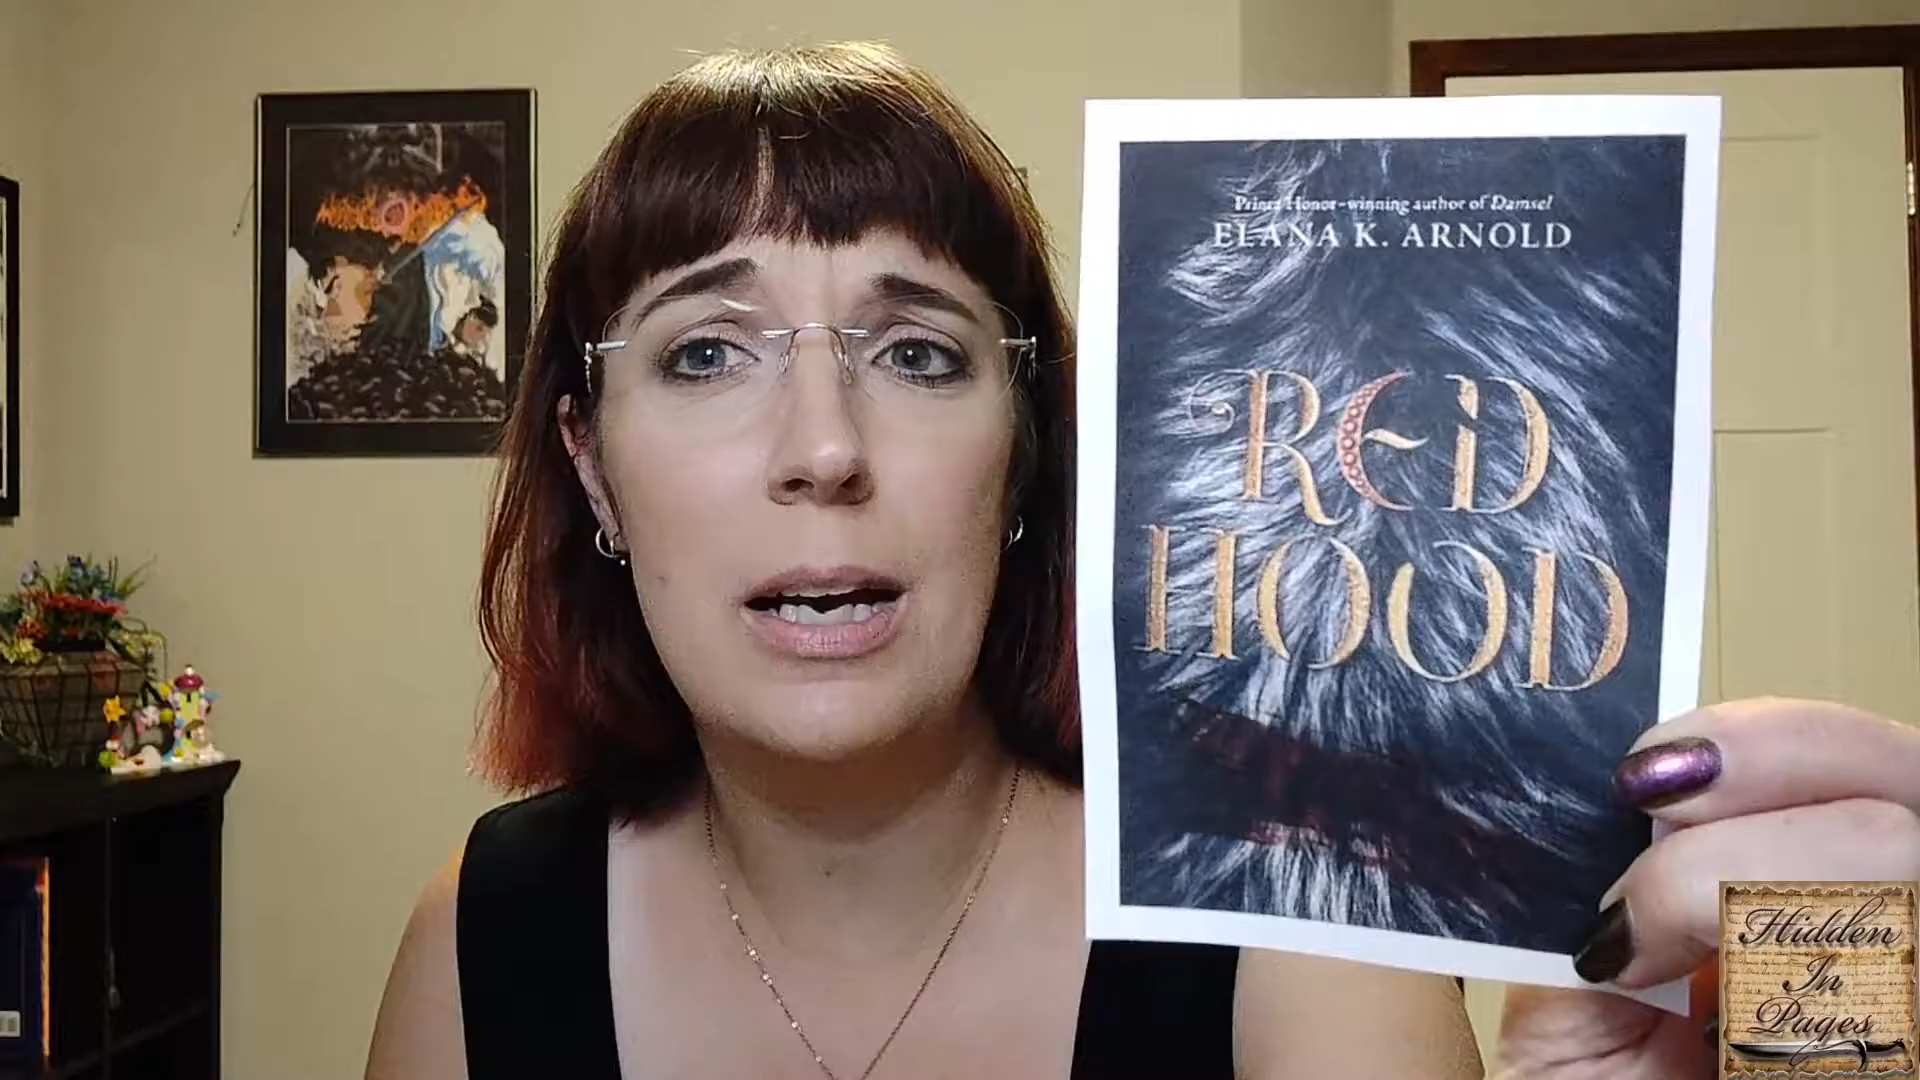 Printz Honor-winning author of Damsel
ELANA K. ARNOLD
RED
HOOD
Hidden
In
Pages